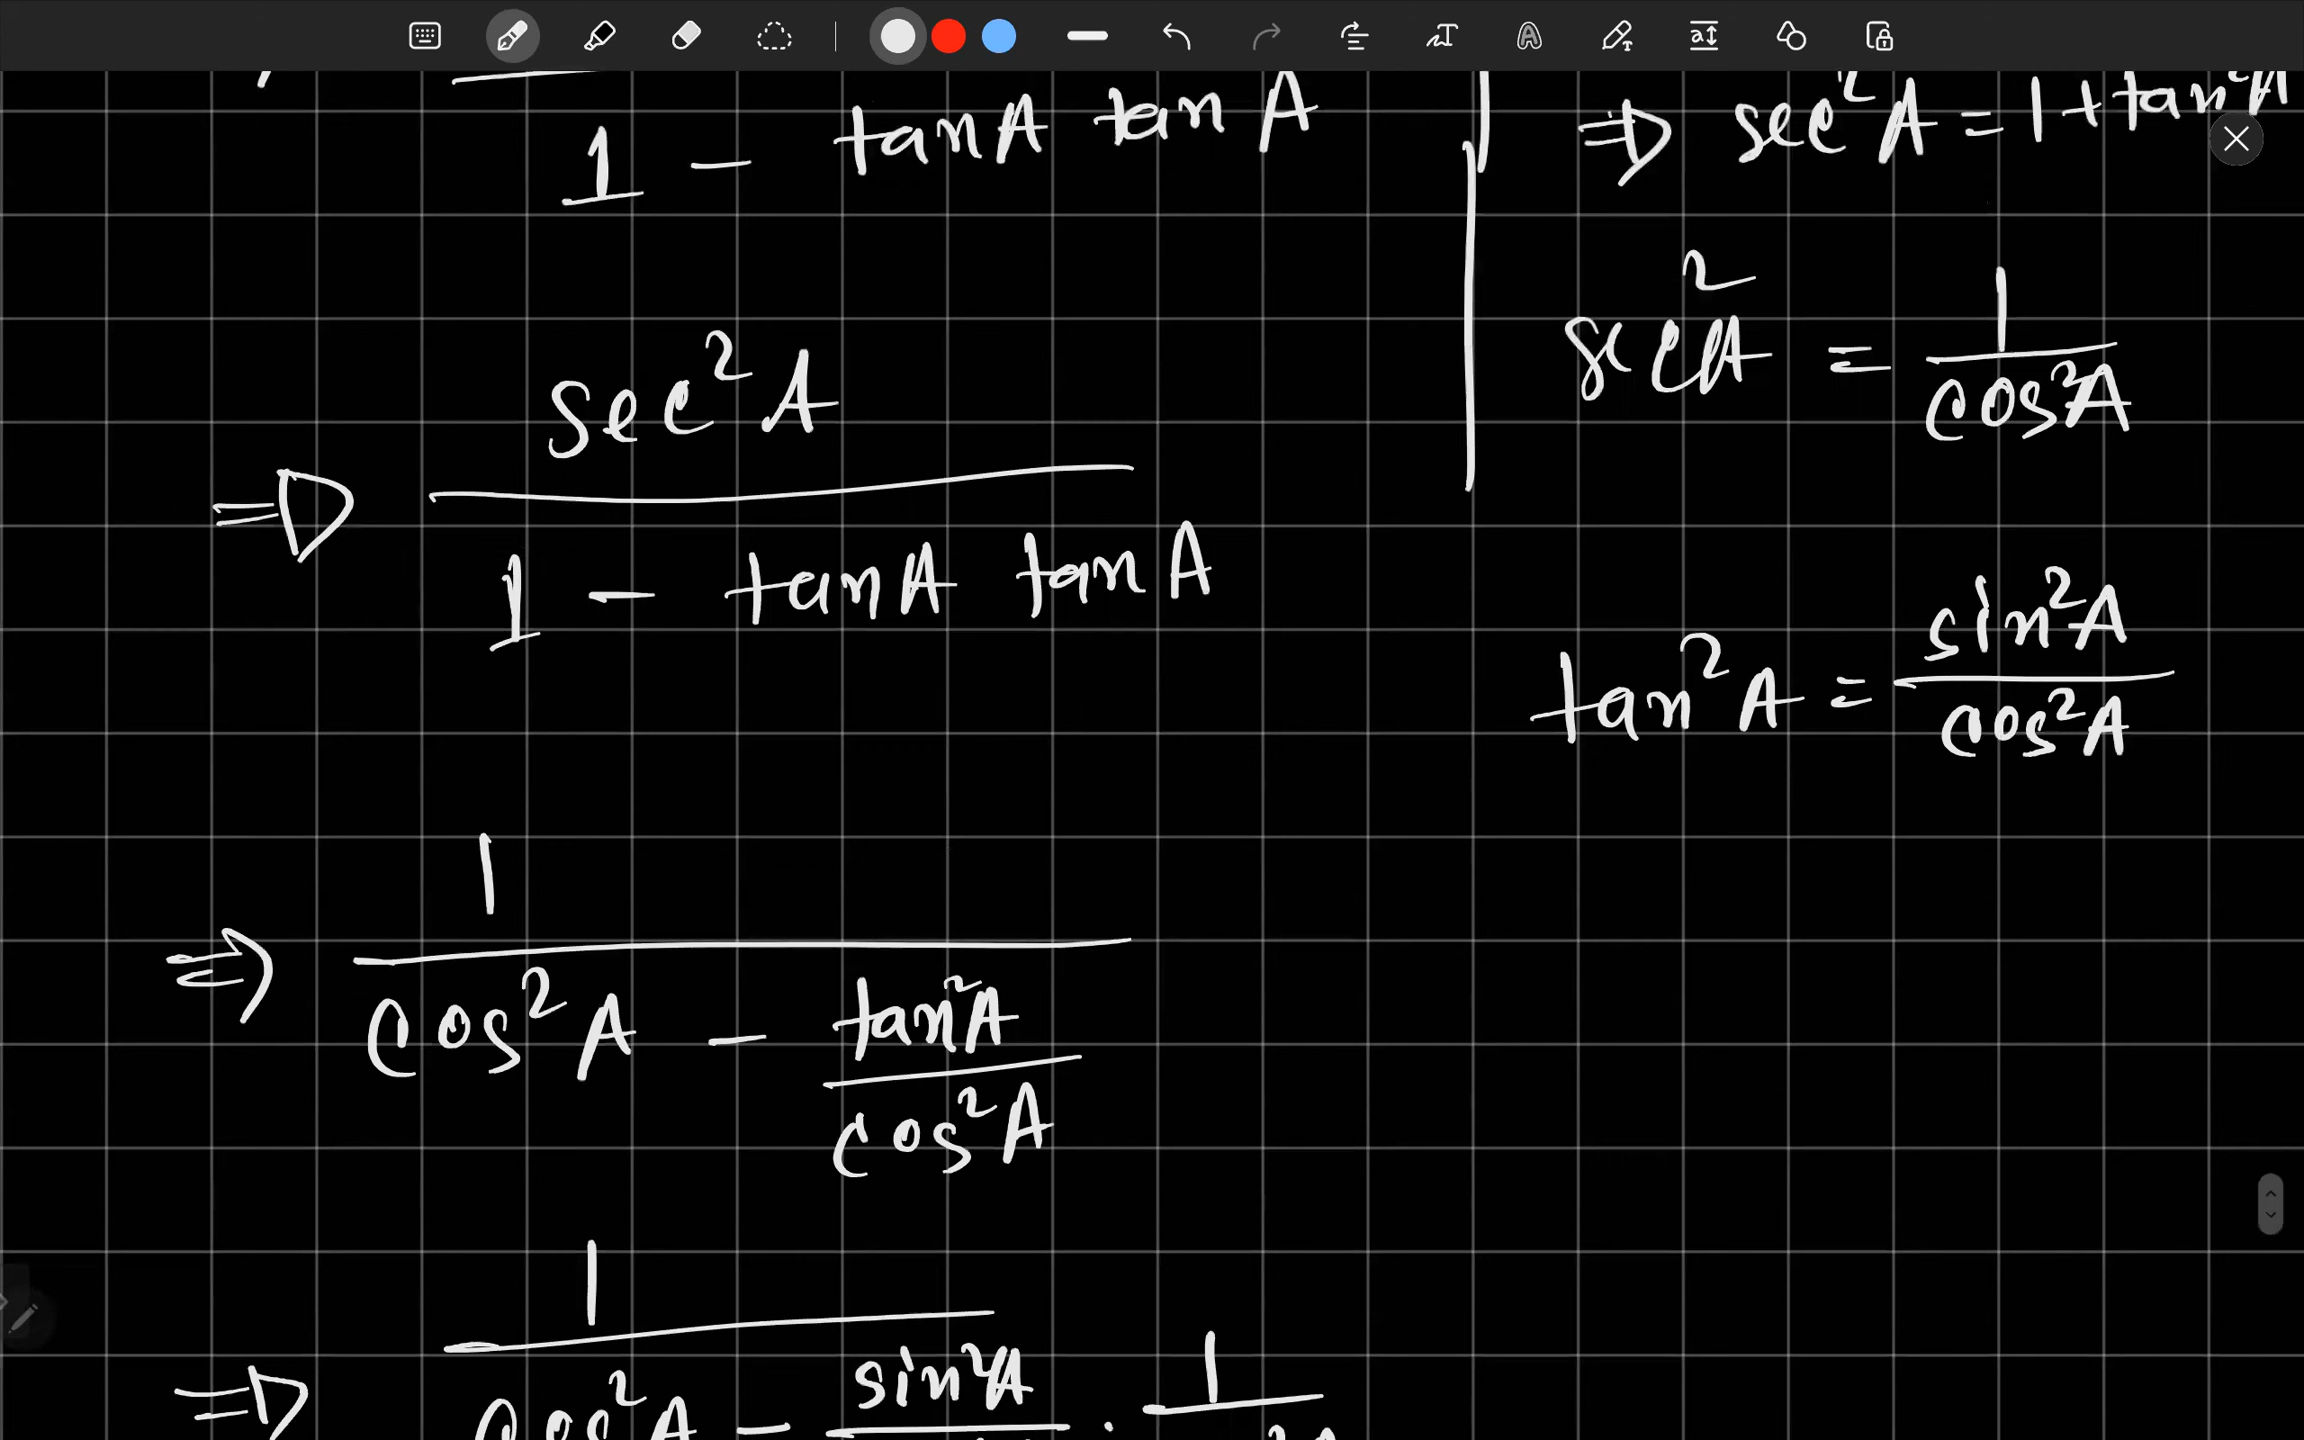 1 - tanA tan A
⇒ sec²A = 1 + tan²A
sec²A = 1/cos²A
⇒ sec²A / (1 - tanA tanA)
tan²A = sin²A/cos²A
⇒ 1 / (cos²A - tan²A/cos²A)
⇒ 1 / (cos²A - sin²A/ · 1/